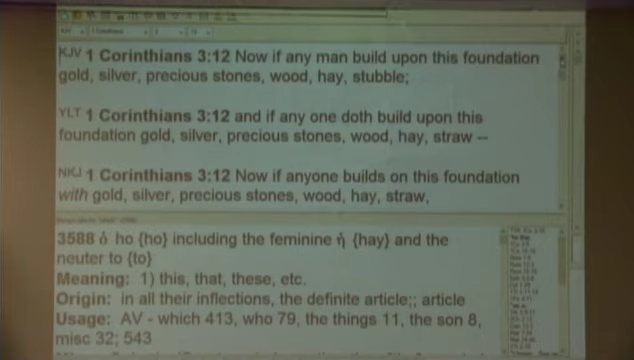 KJV 1 Corinthians 3:12 Now if any man build upon this foundation
gold, silver, precious stones, wood, hay, stubble;
YLT 1 Corinthians 3:12 and if any one doth build upon this
foundation gold, silver, precious stones, wood, hay, straw --
NKJ 1 Corinthians 3:12 Now if anyone builds on this foundation
with gold, silver, precious stones, wood, hay, straw,
3588 ὁ ho {ho} including the feminine ἡ {hay} and the
neuter to {to}
Meaning: 1) this, that, these, etc.
Origin: in all their inflections, the definite article;; article
Usage: AV - which 413, who 79, the things 11, the son 8,
misc 32; 543